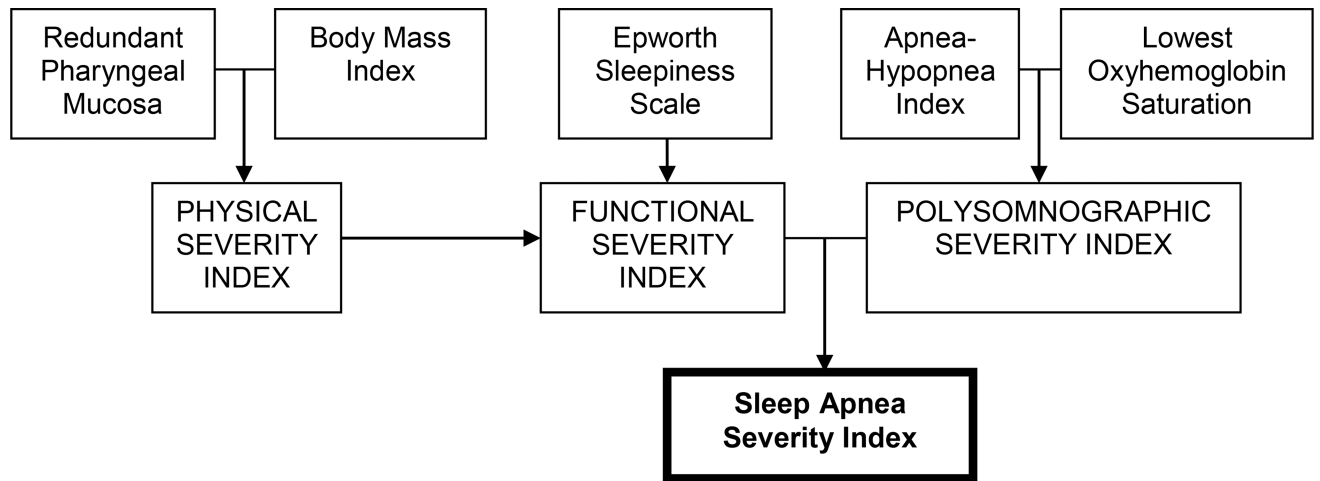 Redundant
Pharyngeal
Mucosa
Body Mass
Index
Epworth
Sleepiness
Scale
Apnea-
Hypopnea
Index
Lowest
Oxyhemoglobin
Saturation
PHYSICAL
SEVERITY
INDEX
FUNCTIONAL
SEVERITY
INDEX
POLYSOMNOGRAPHIC
SEVERITY INDEX
Sleep Apnea
Severity Index